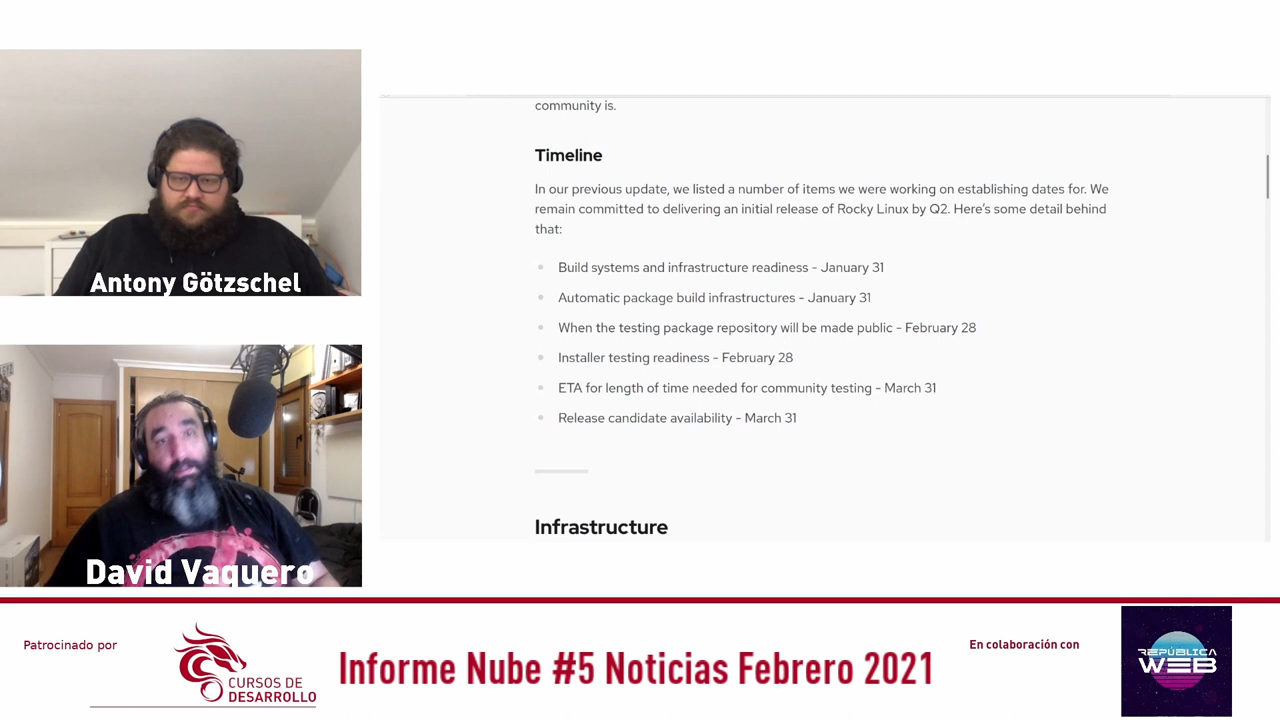 Antony Götzschel
David Vaquero
community is.
Timeline
In our previous update, we listed a number of items we were working on establishing dates for. We
remain committed to delivering an initial release of Rocky Linux by Q2. Here's some detail behind
that:
Build systems and infrastructure readiness - January 31
Automatic package build infrastructures - January 31
When the testing package repository will be made public - February 28
Installer testing readiness - February 28
ETA for length of time needed for community testing - March 31
Release candidate availability - March 31
Infrastructure
Patrocinado por
CURSOS DE
DESARROLLO
Informe Nube #5 Noticias Febrero 2021
En colaboración con
REPÚBLICA
WEB